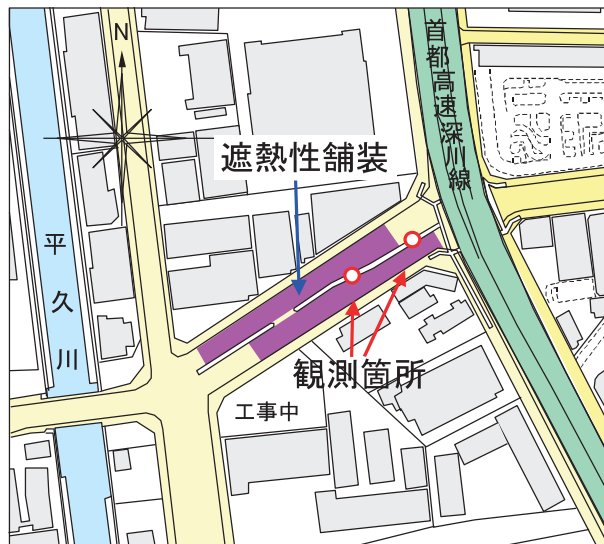 N
首都高速深川線
遮熱性舗装
平久川
観測箇所
工事中